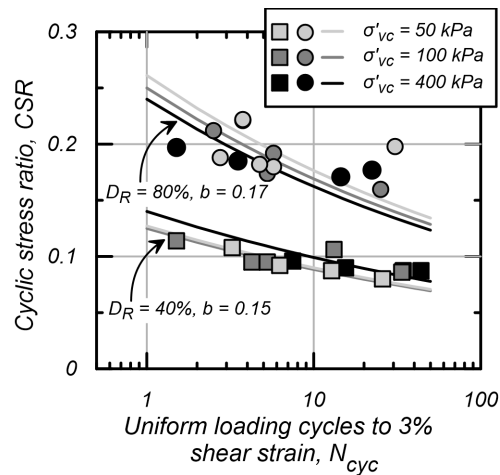 0.3
0.2
0.1
0
Cyclic stress ratio, CSR
σ'vc = 50 kPa
σ'vc = 100 kPa
σ'vc = 400 kPa
DR = 80%, b = 0.17
DR = 40%, b = 0.15
1
10
100
Uniform loading cycles to 3%
shear strain, Ncyc